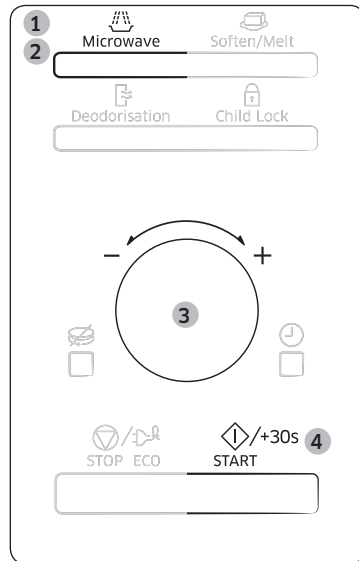 1
2
Microwave Soften/Melt
Deodorisation Child Lock
− +
3
/ /+30s 4
STOP ECO START